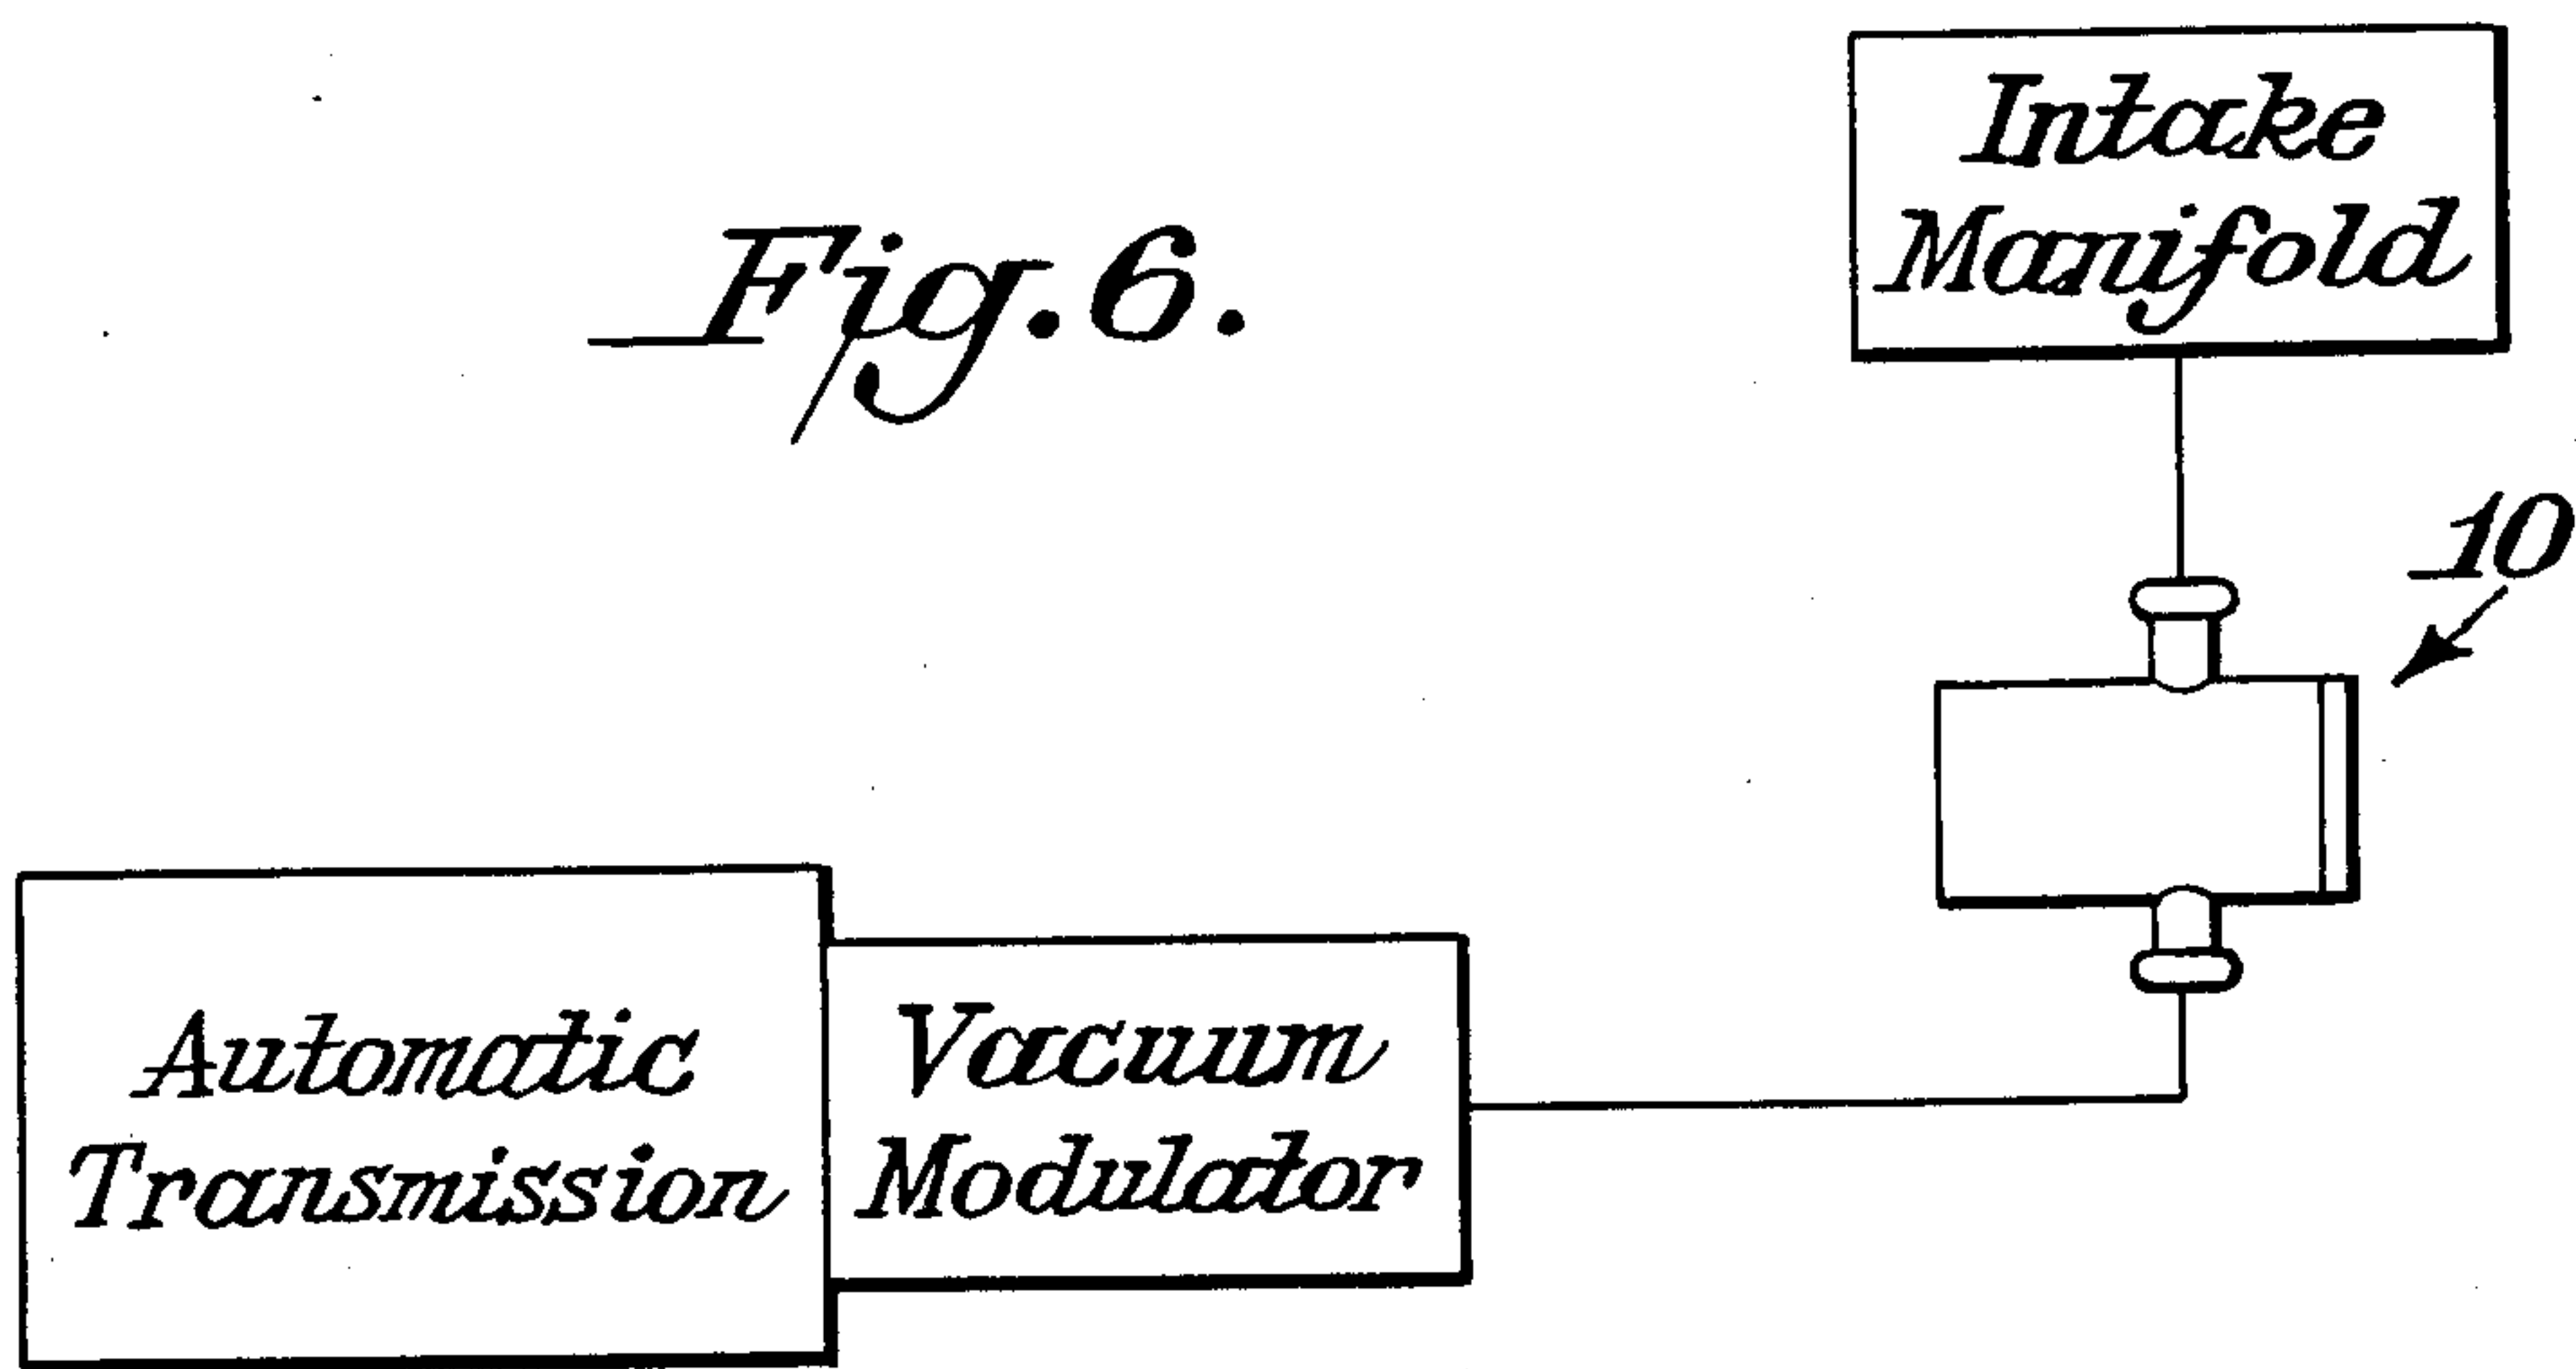 Fig. 6.
Intake
Manifold
10
Automatic
Transmission
Vacuum
Modulator